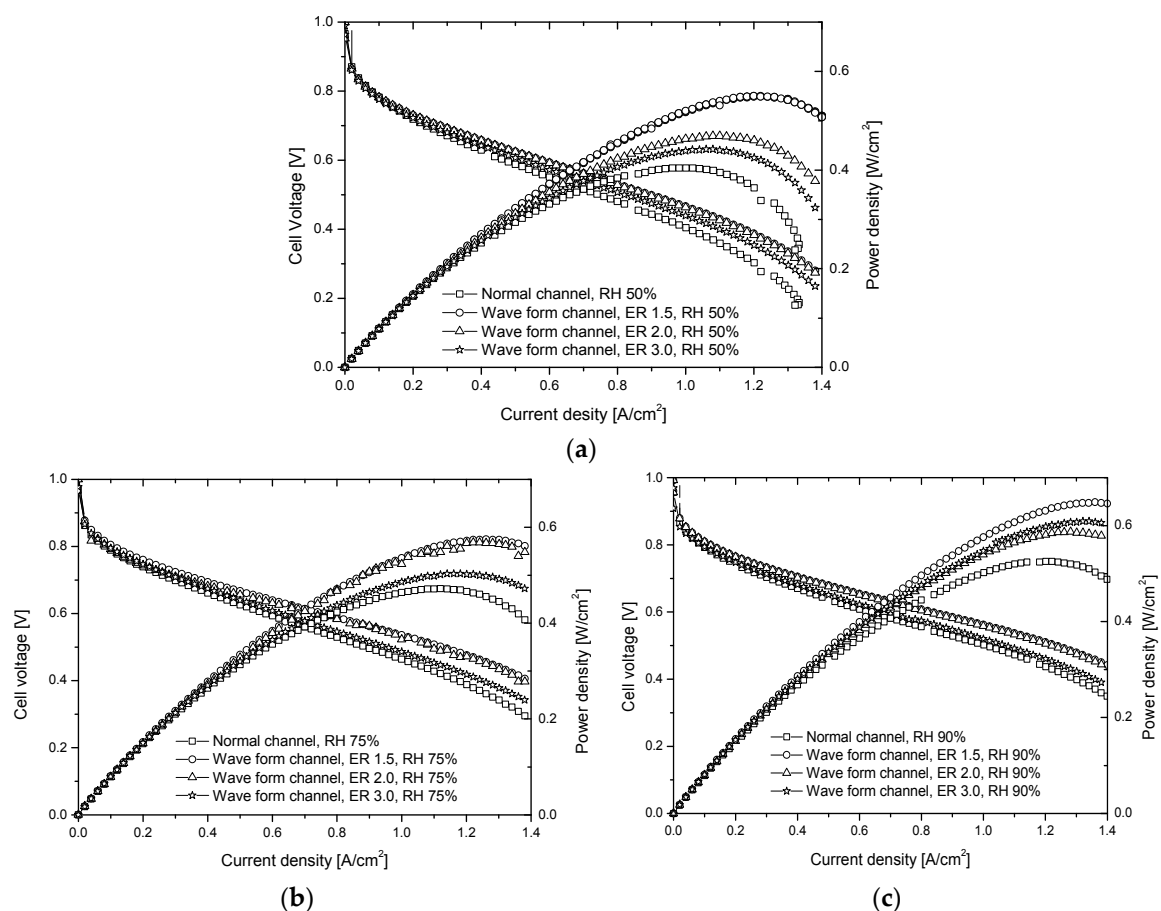 1.0
0.8
0.6
0.4
0.2
0.0
Cell Voltage [V]
0.6
0.4
0.2
0.0
Power density [W/cm²]
Normal channel, RH 50%
Wave form channel, ER 1.5, RH 50%
Wave form channel, ER 2.0, RH 50%
Wave form channel, ER 3.0, RH 50%
0.0 0.2 0.4 0.6 0.8 1.0 1.2 1.4
Current desity [A/cm²]
(a)
1.0
0.8
0.6
0.4
0.2
0.0
Cell voltage [V]
0.6
0.4
0.2
0.0
Power density [W/cm²]
Normal channel, RH 75%
Wave form channel, ER 1.5, RH 75%
Wave form channel, ER 2.0, RH 75%
Wave form channel, ER 3.0, RH 75%
0.0 0.2 0.4 0.6 0.8 1.0 1.2 1.4
Current density [A/cm²]
(b)
1.0
0.8
0.6
0.4
0.2
0.0
Cell voltage [V]
0.6
0.4
0.2
0.0
Power density [W/cm²]
Normal channel, RH 90%
Wave form channel, ER 1.5, RH 90%
Wave form channel, ER 2.0, RH 90%
Wave form channel, ER 3.0, RH 90%
0.0 0.2 0.4 0.6 0.8 1.0 1.2 1.4
Current density [A/cm²]
(c)